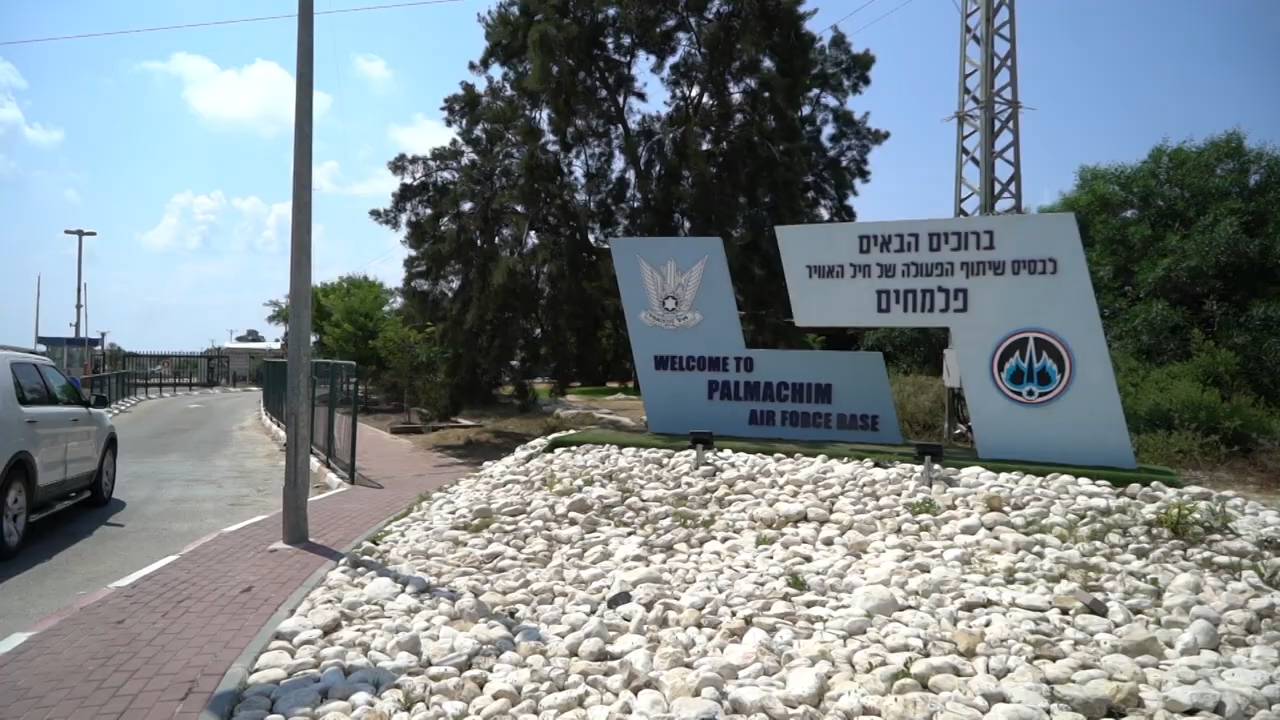 ברוכים הבאים
לבסיס שיתוף הפעולה של חיל האוויר
פלמחים
WELCOME TO
PALMACHIM
AIR FORCE BASE